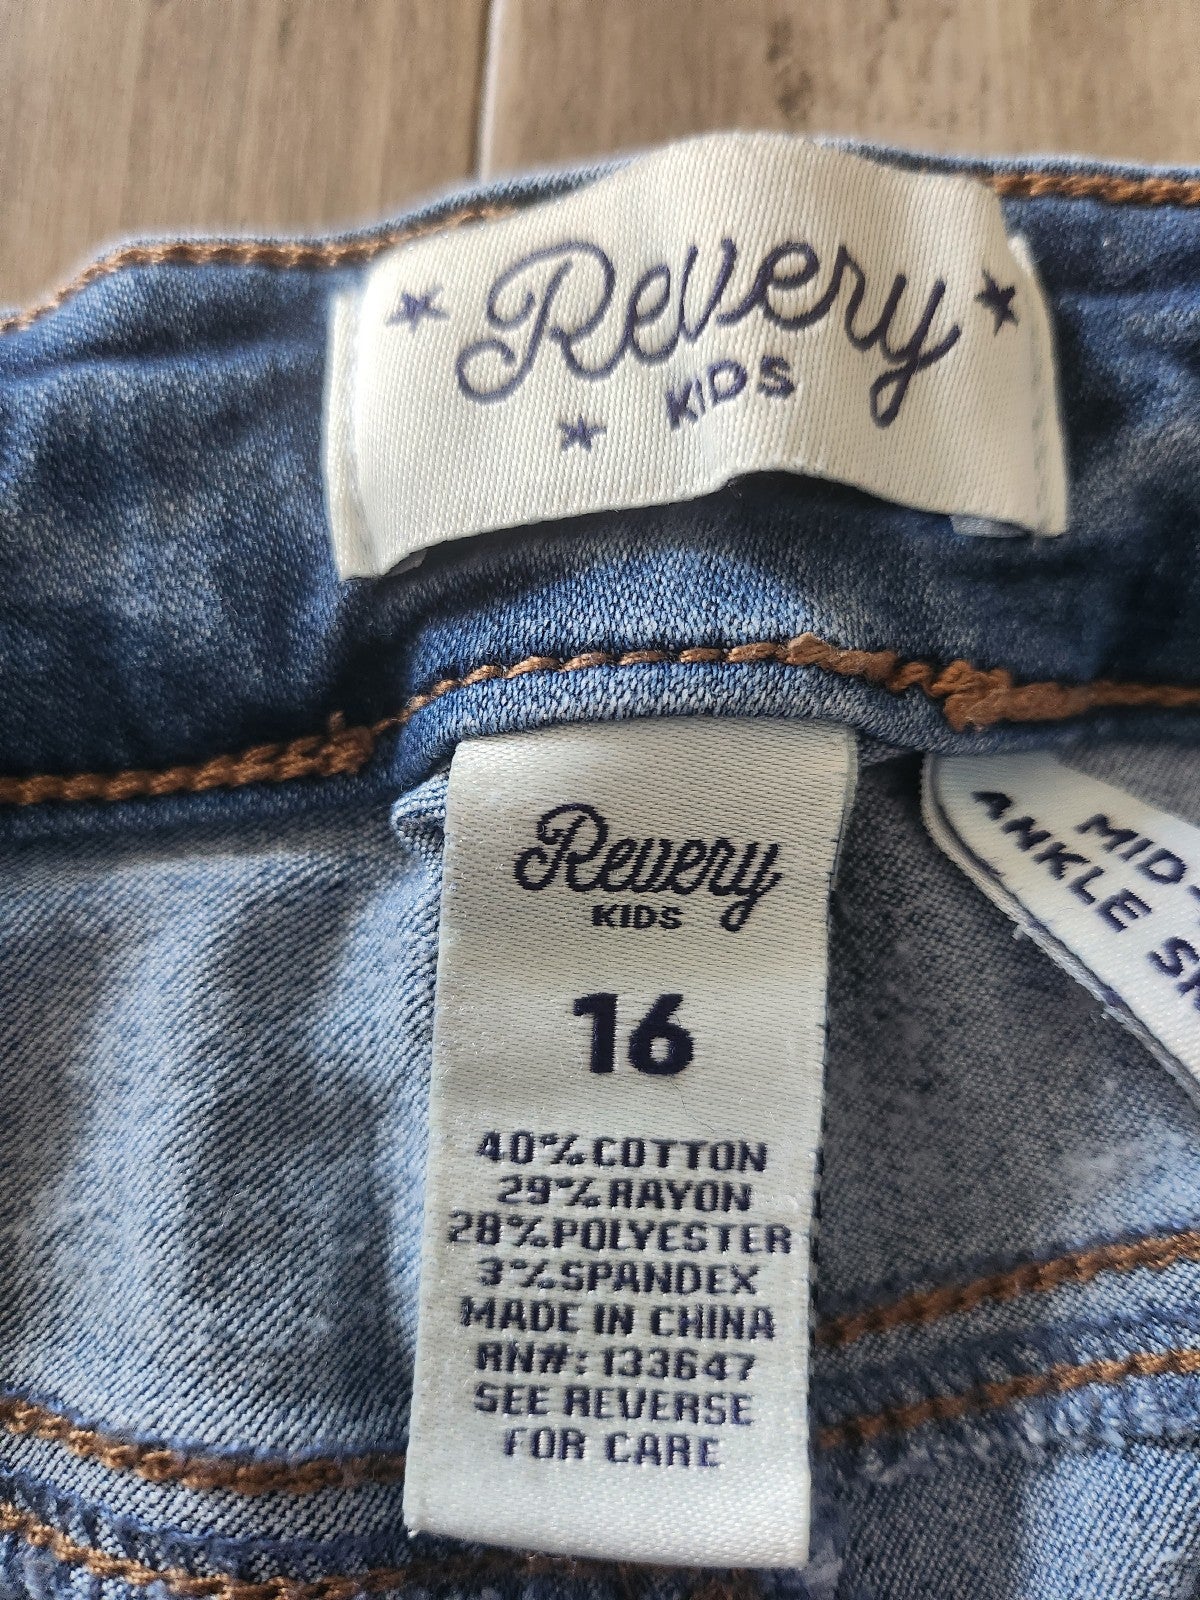 Revery
KIDS
Revery
KIDS
16
40% COTTON
29% RAYON
28% POLYESTER
3% SPANDEX
MADE IN CHINA
RN#: 133647
SEE REVERSE
FOR CARE
MID
ANKLE